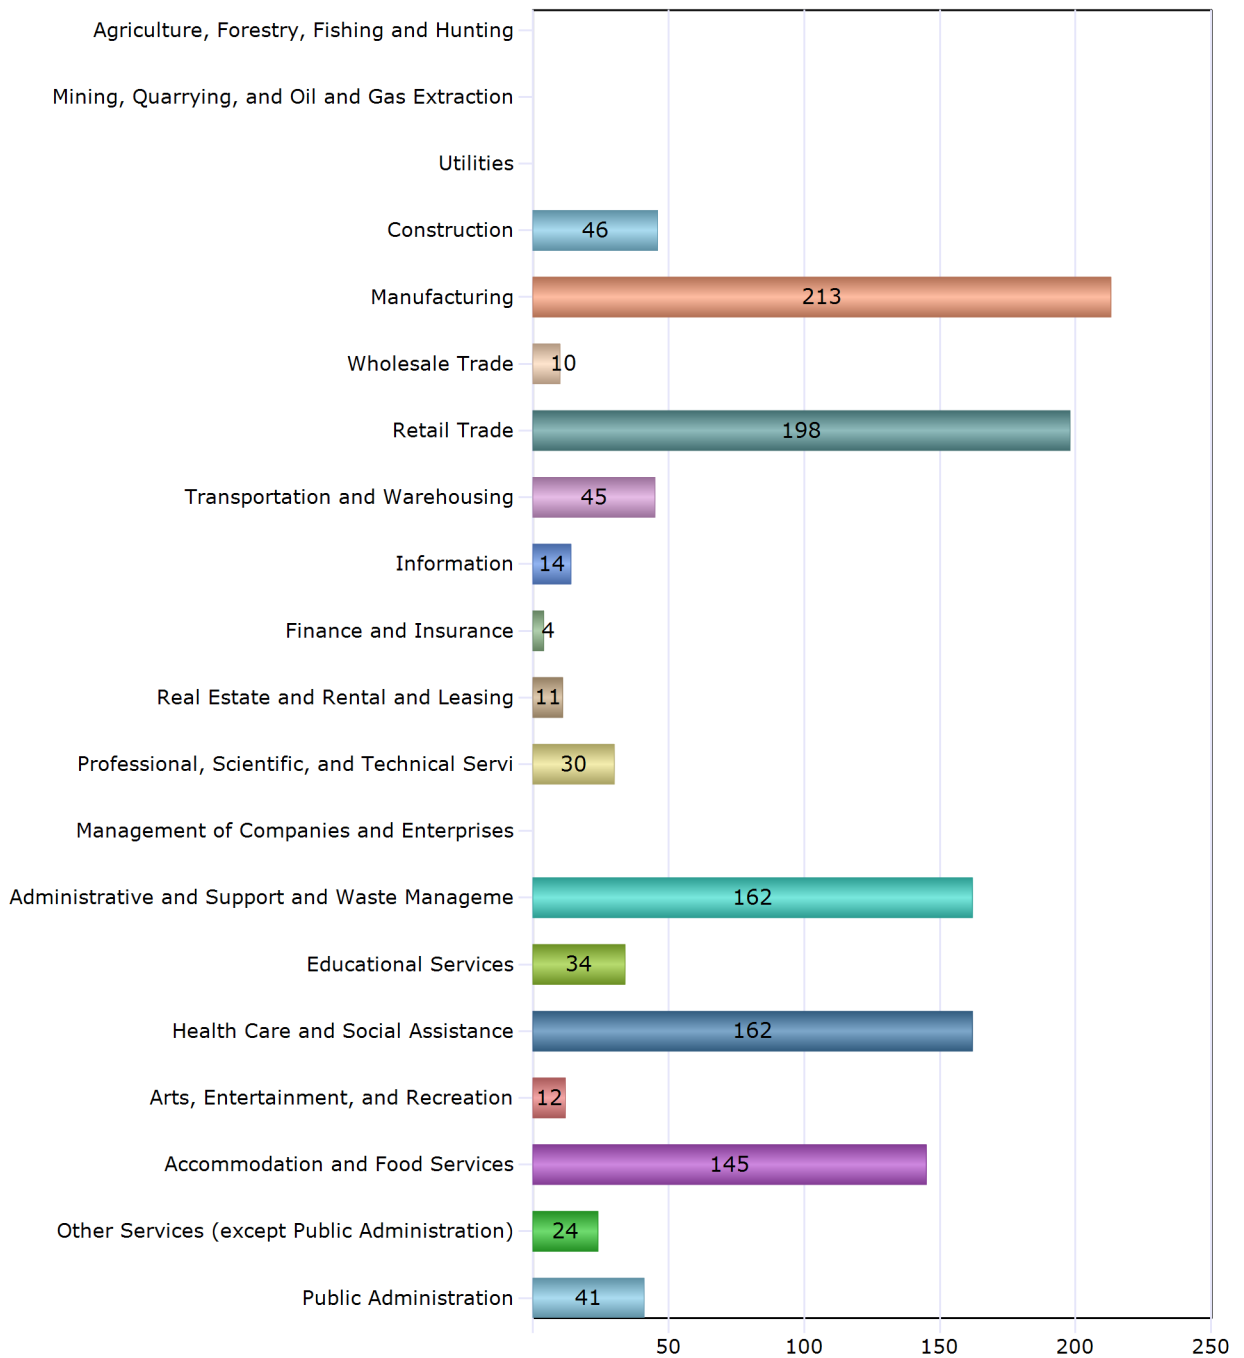 Agriculture, Forestry, Fishing and Hunting
Mining, Quarrying, and Oil and Gas Extraction
Utilities
Construction 46
Manufacturing 213
Wholesale Trade 10
Retail Trade 198
Transportation and Warehousing 45
Information 14
Finance and Insurance 4
Real Estate and Rental and Leasing 11
Professional, Scientific, and Technical Servi 30
Management of Companies and Enterprises
Administrative and Support and Waste Manageme 162
Educational Services 34
Health Care and Social Assistance 162
Arts, Entertainment, and Recreation 12
Accommodation and Food Services 145
Other Services (except Public Administration) 24
Public Administration 41
50 100 150 200 250